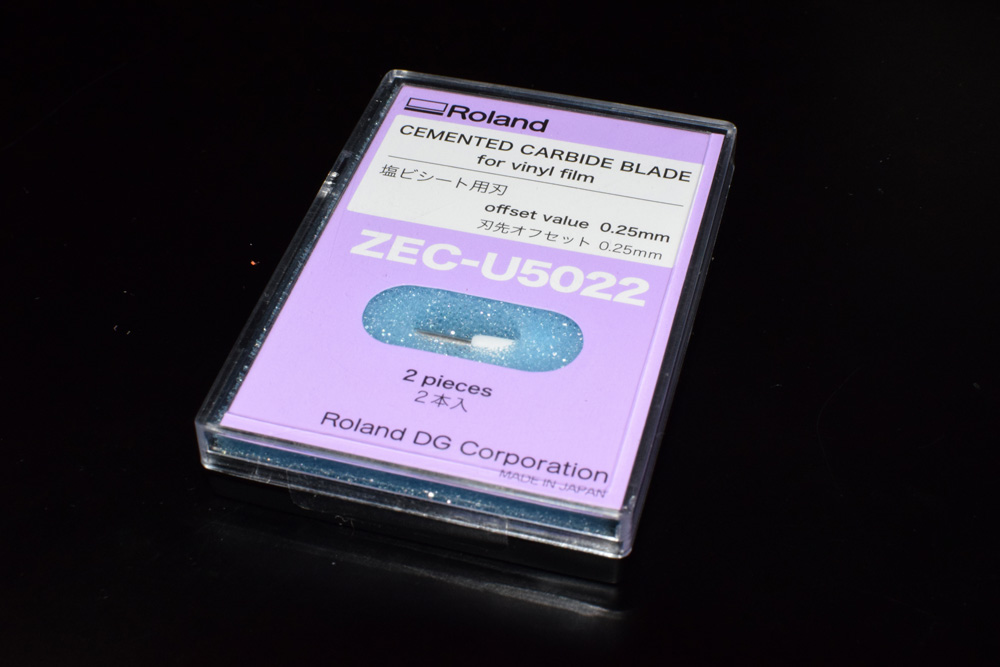 Roland
CEMENTED CARBIDE BLADE
for vinyl film
塩ビシート用刃
offset value 0.25mm
刃先オフセット 0.25mm
ZEC-U5022
2 pieces
2本入
Roland DG Corporation
MADE IN JAPAN